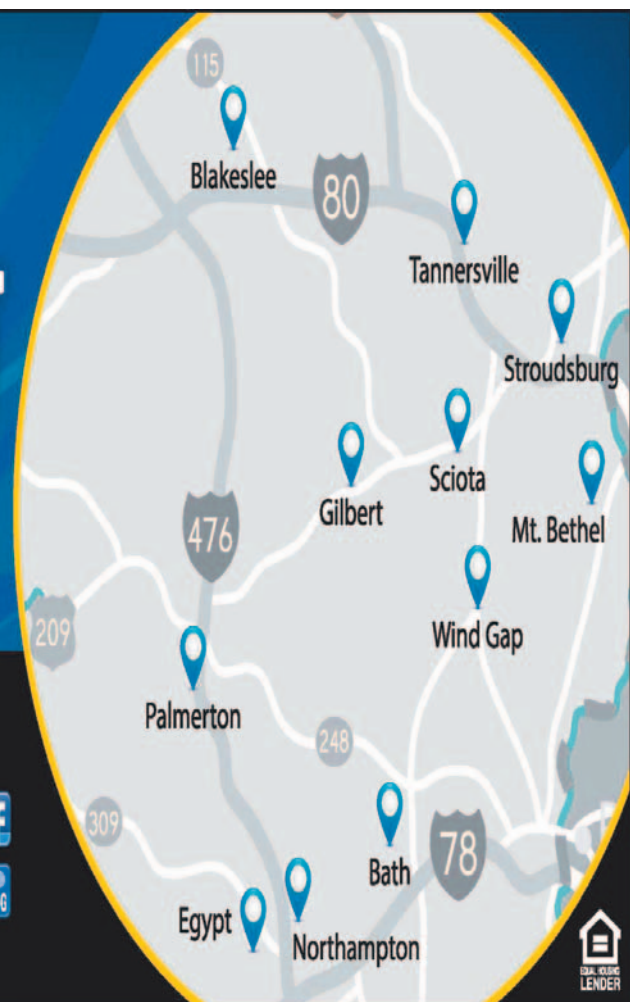 115
Blakeslee
80
Tannersville
Stroudsburg
Sciota
Gilbert
Mt. Bethel
476
Wind Gap
209
Palmerton
248
309
78
Bath
Egypt
Northampton
G
EQUAL HOUSING
LENDER